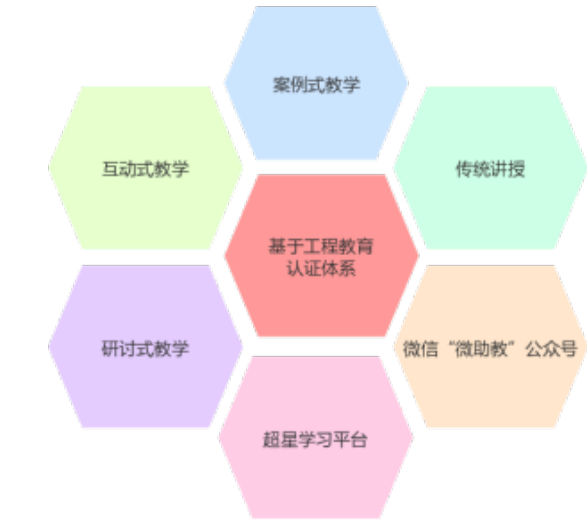 案例式教学
互动式教学
传统讲授
基于工程教育
认证体系
研讨式教学
微信“微助教”公众号
超星学习平台